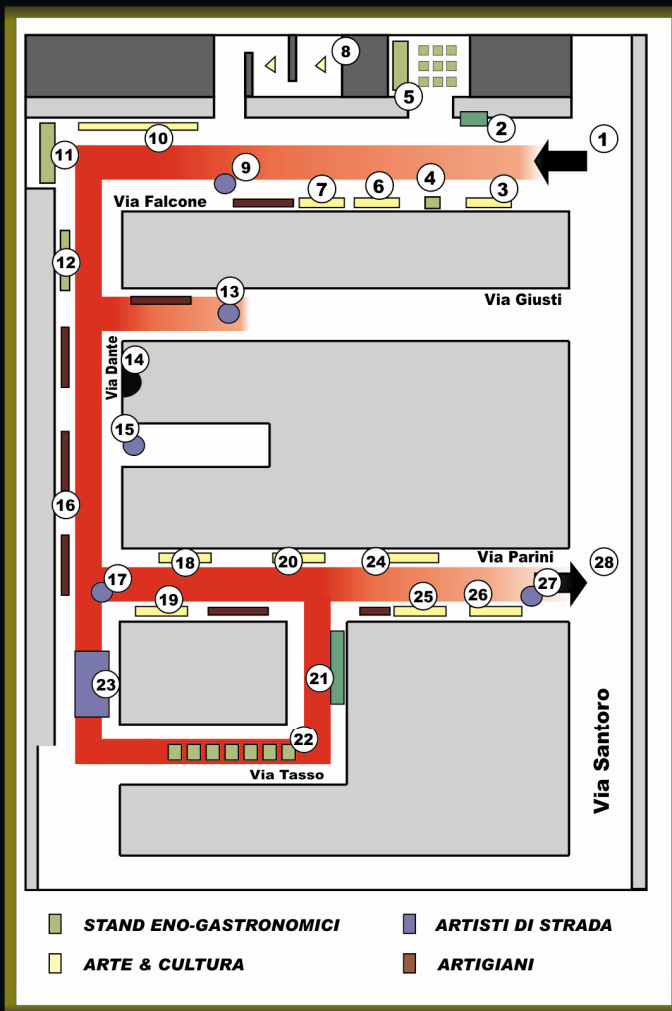 8
5
2
1
10
11
9
7
6
4
3
Via Falcone
12
13
Via Giusti
Via Dante
14
15
16
17
18
20
24
Via Parini
28
27
19
25
26
23
21
22
Via Tasso
Via Santoro
STAND ENO-GASTRONOMICI
ARTISTI DI STRADA
ARTE & CULTURA
ARTIGIANI